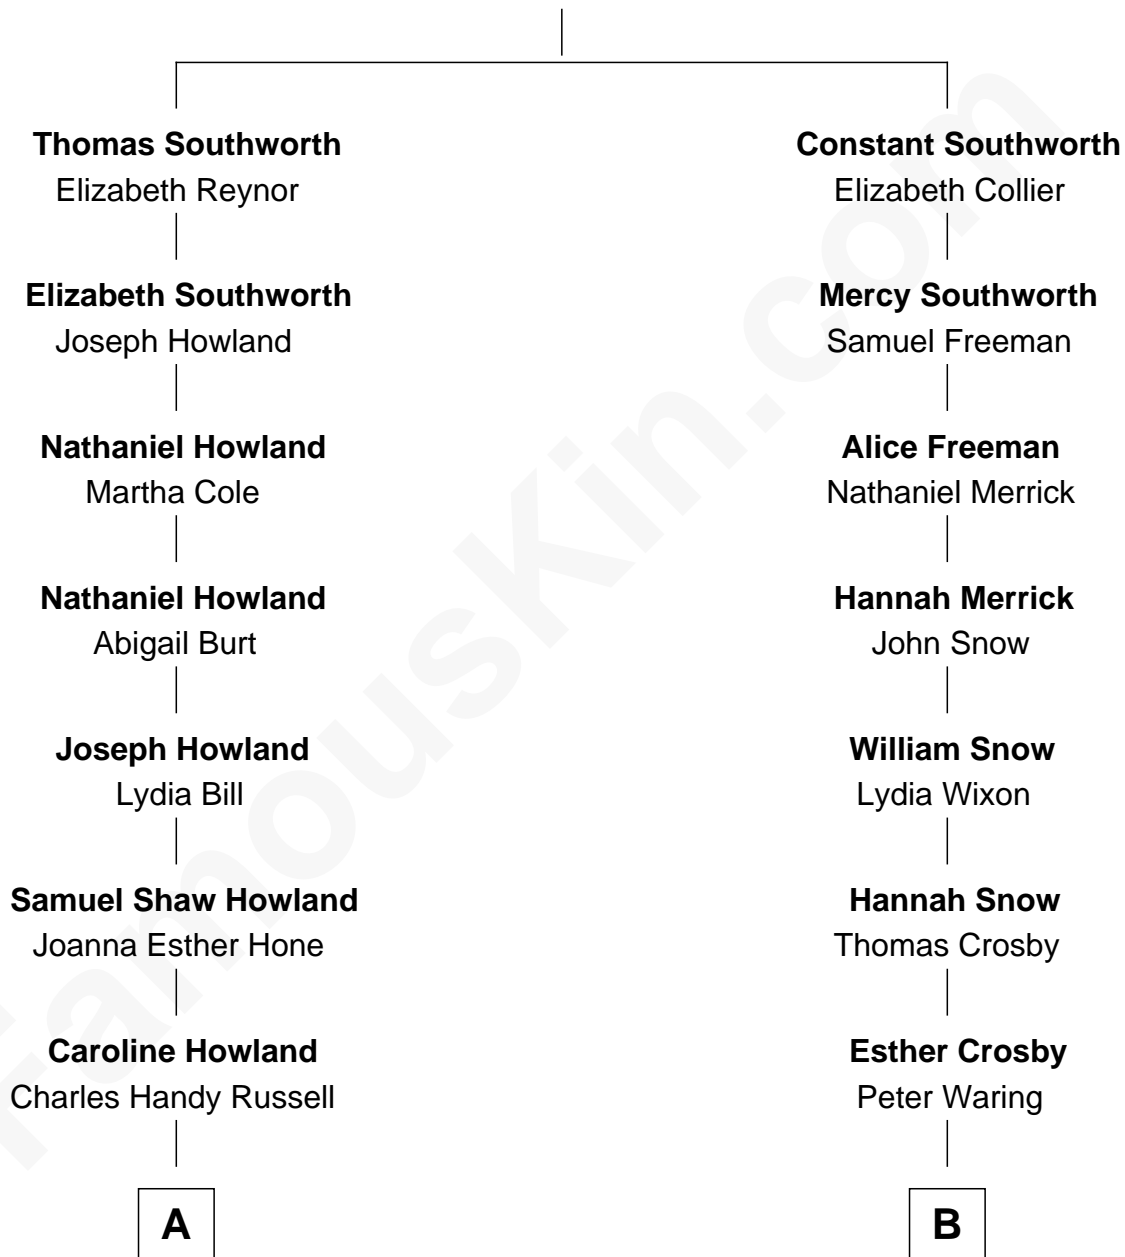 Thomas Southworth
Elizabeth Reynor
Elizabeth Southworth
Joseph Howland
Nathaniel Howland
Martha Cole
Nathaniel Howland
Abigail Burt
Joseph Howland
Lydia Bill
Samuel Shaw Howland
Joanna Esther Hone
Caroline Howland
Charles Handy Russell
A
Constant Southworth
Elizabeth Collier
Mercy Southworth
Samuel Freeman
Alice Freeman
Nathaniel Merrick
Hannah Merrick
John Snow
William Snow
Lydia Wixon
Hannah Snow
Thomas Crosby
Esther Crosby
Peter Waring
B
FamousKin.com